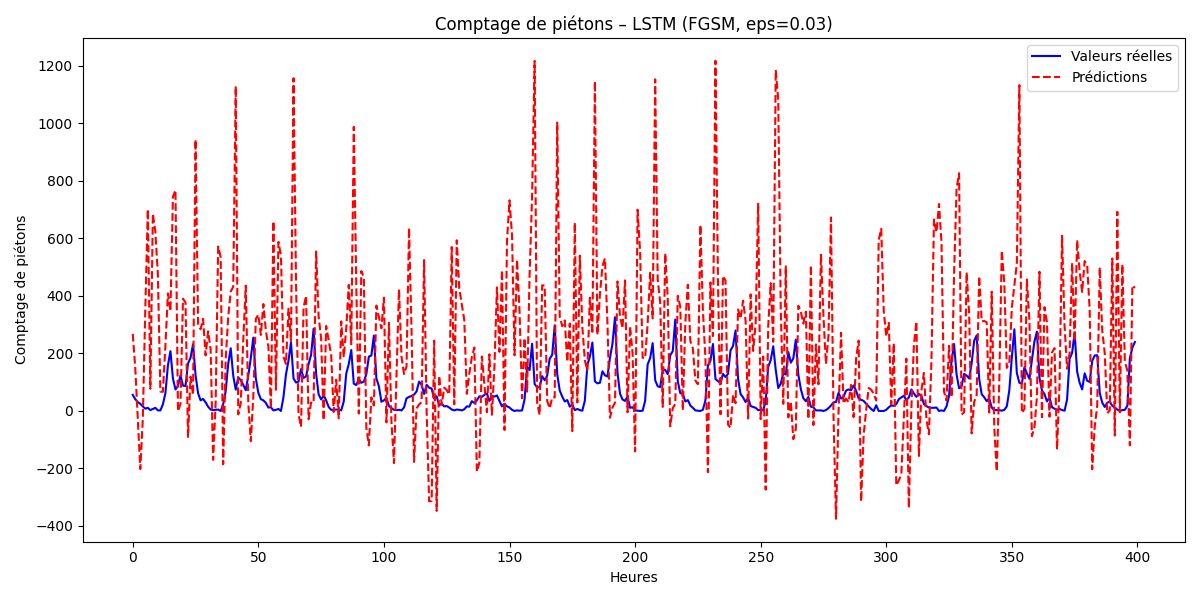 Comptage de piétons – LSTM (FGSM, eps=0.03)
Valeurs réelles
Prédictions
Comptage de piétons
1200
1000
800
600
400
200
0
−200
−400
0 50 100 150 200 250 300 350 400
Heures